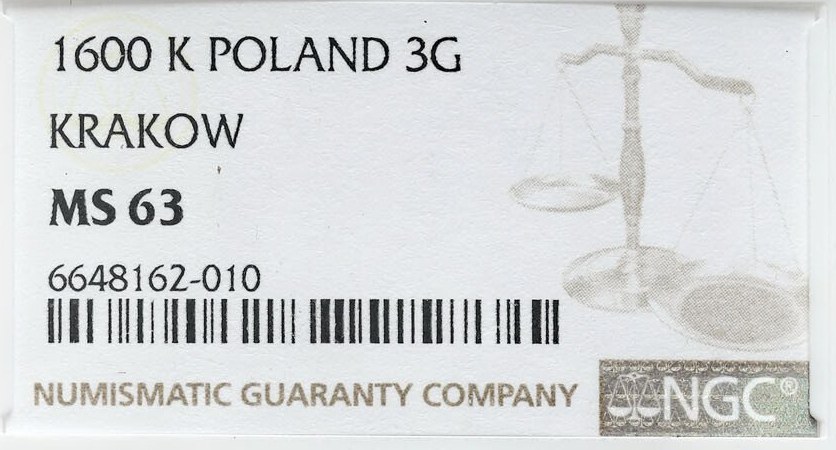 1600 K POLAND 3G
KRAKOW
MS 63
6648162-010
NUMISMATIC GUARANTY COMPANY
NGC®